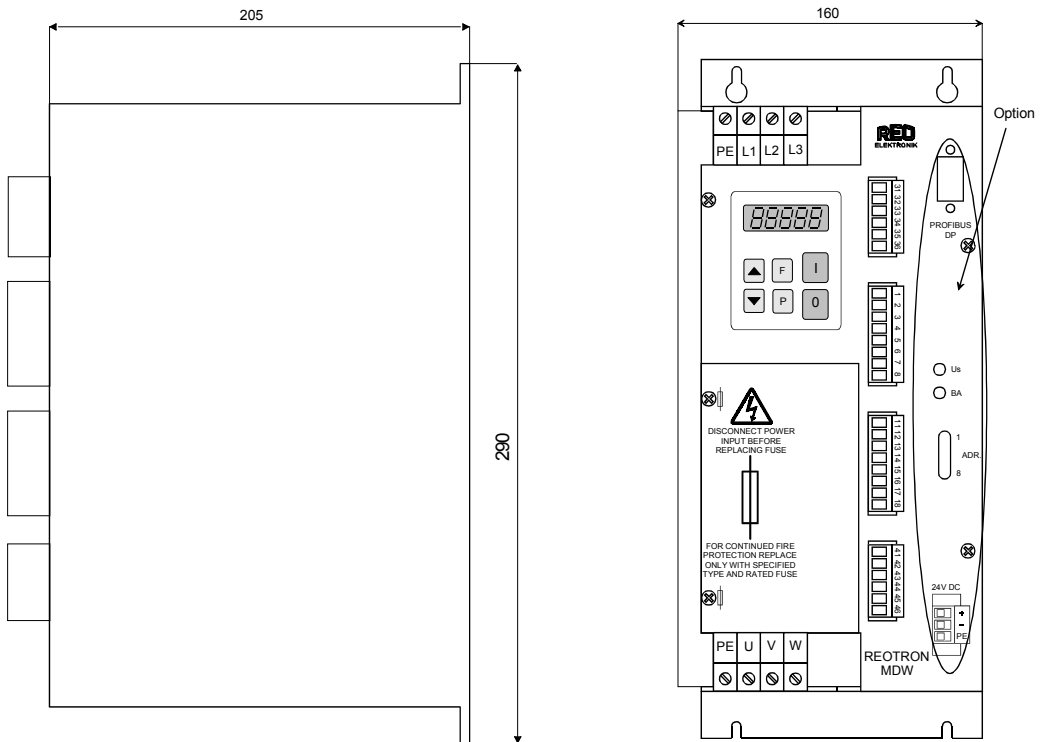 205
290
160
Option
PE L1 L2 L3
REO
ELEKTRONIK
31 32 33 34 35 36
PROFIBUS
DP
88888
F I
P 0
1 2 3 4 5 6 7 8
Us
BA
DISCONNECT POWER
INPUT BEFORE
REPLACING FUSE
11 12 13 14 15 16 17 18
1
ADR.
8
FOR CONTINUED FIRE
PROTECTION REPLACE
ONLY WITH SPECIFIED
TYPE AND RATED FUSE
41 42 43 44 45 46
24V DC
+
–
PE
PE U V W
REOTRON
MDW